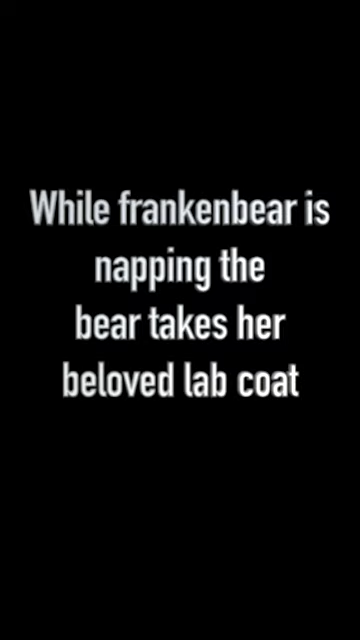 While frankenbear is
napping the
bear takes her
beloved lab coat